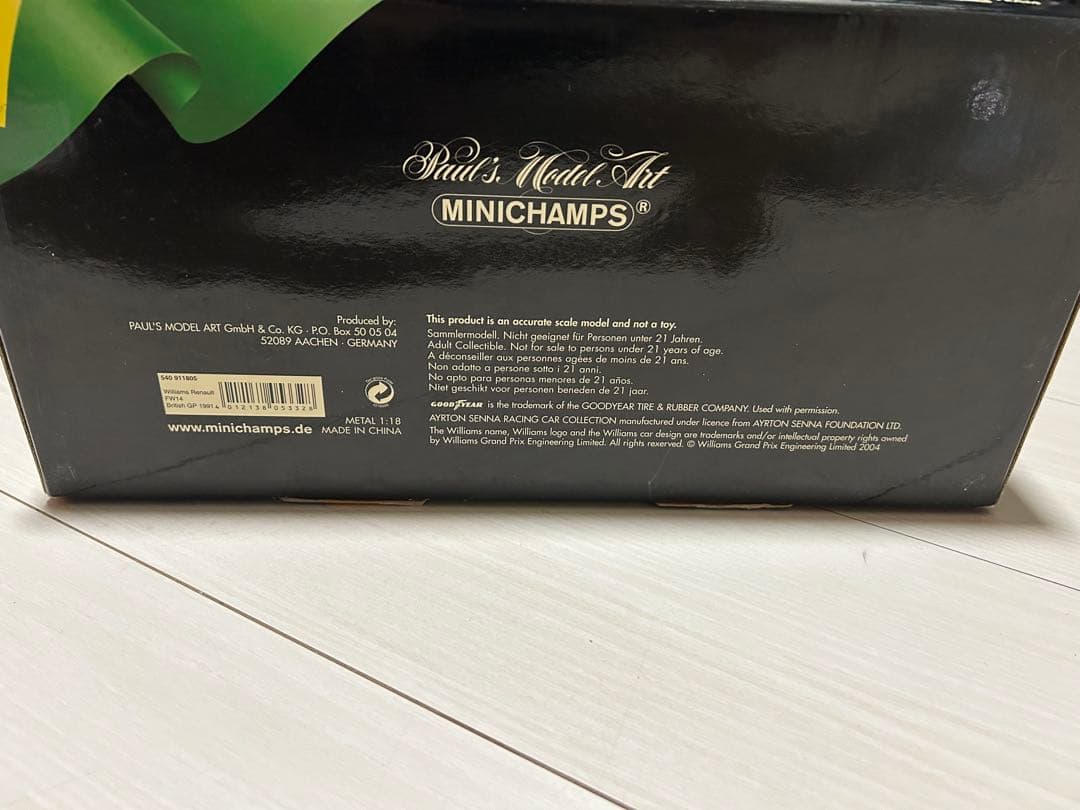 Paul's Model Art
MINICHAMPS®
Produced by:
PAUL'S MODEL ART GmbH & Co. KG · P.O. Box 50 05 04
52089 AACHEN · GERMANY
540 911805
Williams Renault
FW14
British GP 1991
4 012138 053328
www.minichamps.de
METAL 1:18
MADE IN CHINA
This product is an accurate scale model and not a toy.
Sammlermodell. Nicht geeignet für Personen unter 21 Jahren.
Adult Collectible. Not for sale to persons under 21 years of age.
A déconseiller aux personnes agées de moins de 21 ans.
Non adatto a persone sotto i 21 anni.
No apto para personas menores de 21 años.
Niet geschikt voor personen beneden de 21 jaar.
GOODYEAR is the trademark of the GOODYEAR TIRE & RUBBER COMPANY. Used with permission.
AYRTON SENNA RACING CAR COLLECTION manufactured under licence from AYRTON SENNA FOUNDATION LTD.
The Williams name, Williams logo and the Williams car design are trademarks and/or intellectual property rights owned
by Williams Grand Prix Engineering Limited. All rights reserved. © Williams Grand Prix Engineering Limited 2004